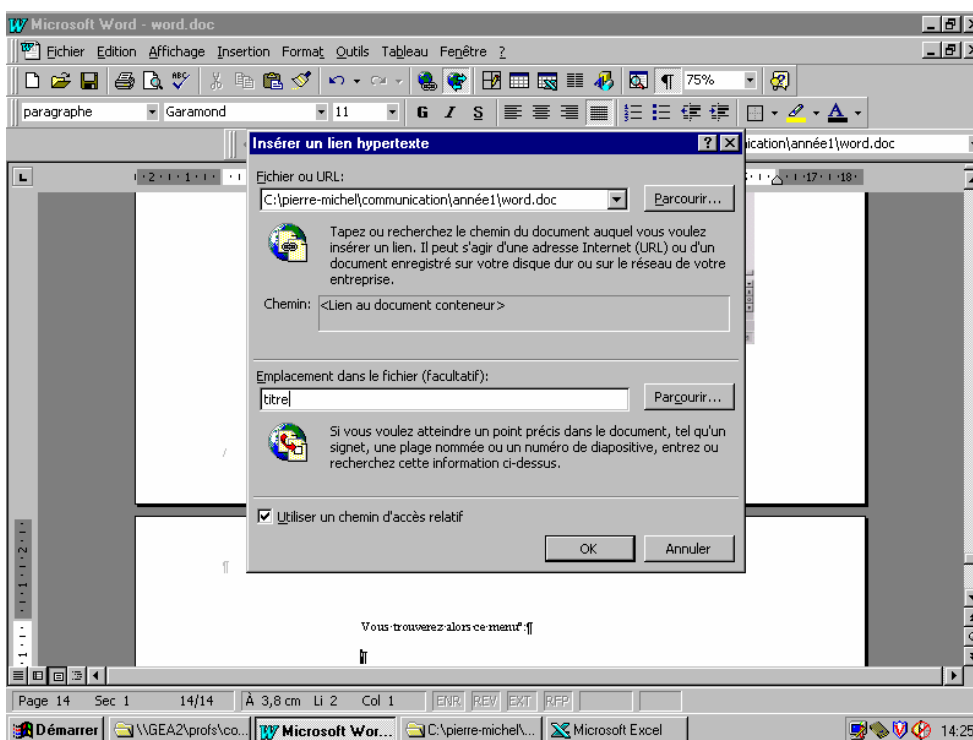 Microsoft Word - word.doc
Fichier Edition Affichage Insertion Format Outils Tableau Fenêtre ?
75%
paragraphe Garamond 11 G I S
Insérer un lien hypertexte
ication\année1\word.doc
Fichier ou URL:
C:\pierre-michel\communication\année1\word.doc Parcourir...
Tapez ou recherchez le chemin du document auquel vous voulez
insérer un lien. Il peut s'agir d'une adresse Internet (URL) ou d'un
document enregistré sur votre disque dur ou sur le réseau de votre
entreprise.
Chemin: <Lien au document conteneur>
Emplacement dans le fichier (facultatif):
titre Parcourir...
Si vous voulez atteindre un point précis dans le document, tel qu'un
signet, une plage nommée ou un numéro de diapositive, entrez ou
recherchez cette information ci-dessus.
Utiliser un chemin d'accès relatif
OK Annuler
Vous·trouverez·alors·ce·menu°:¶
Page 14 Sec 1 14/14 À 3,8 cm Li 2 Col 1 ENR REV EXT RFP
Démarrer \\GEA2\profs\co... Microsoft Wor... C:\pierre-michel\... Microsoft Excel 14:25